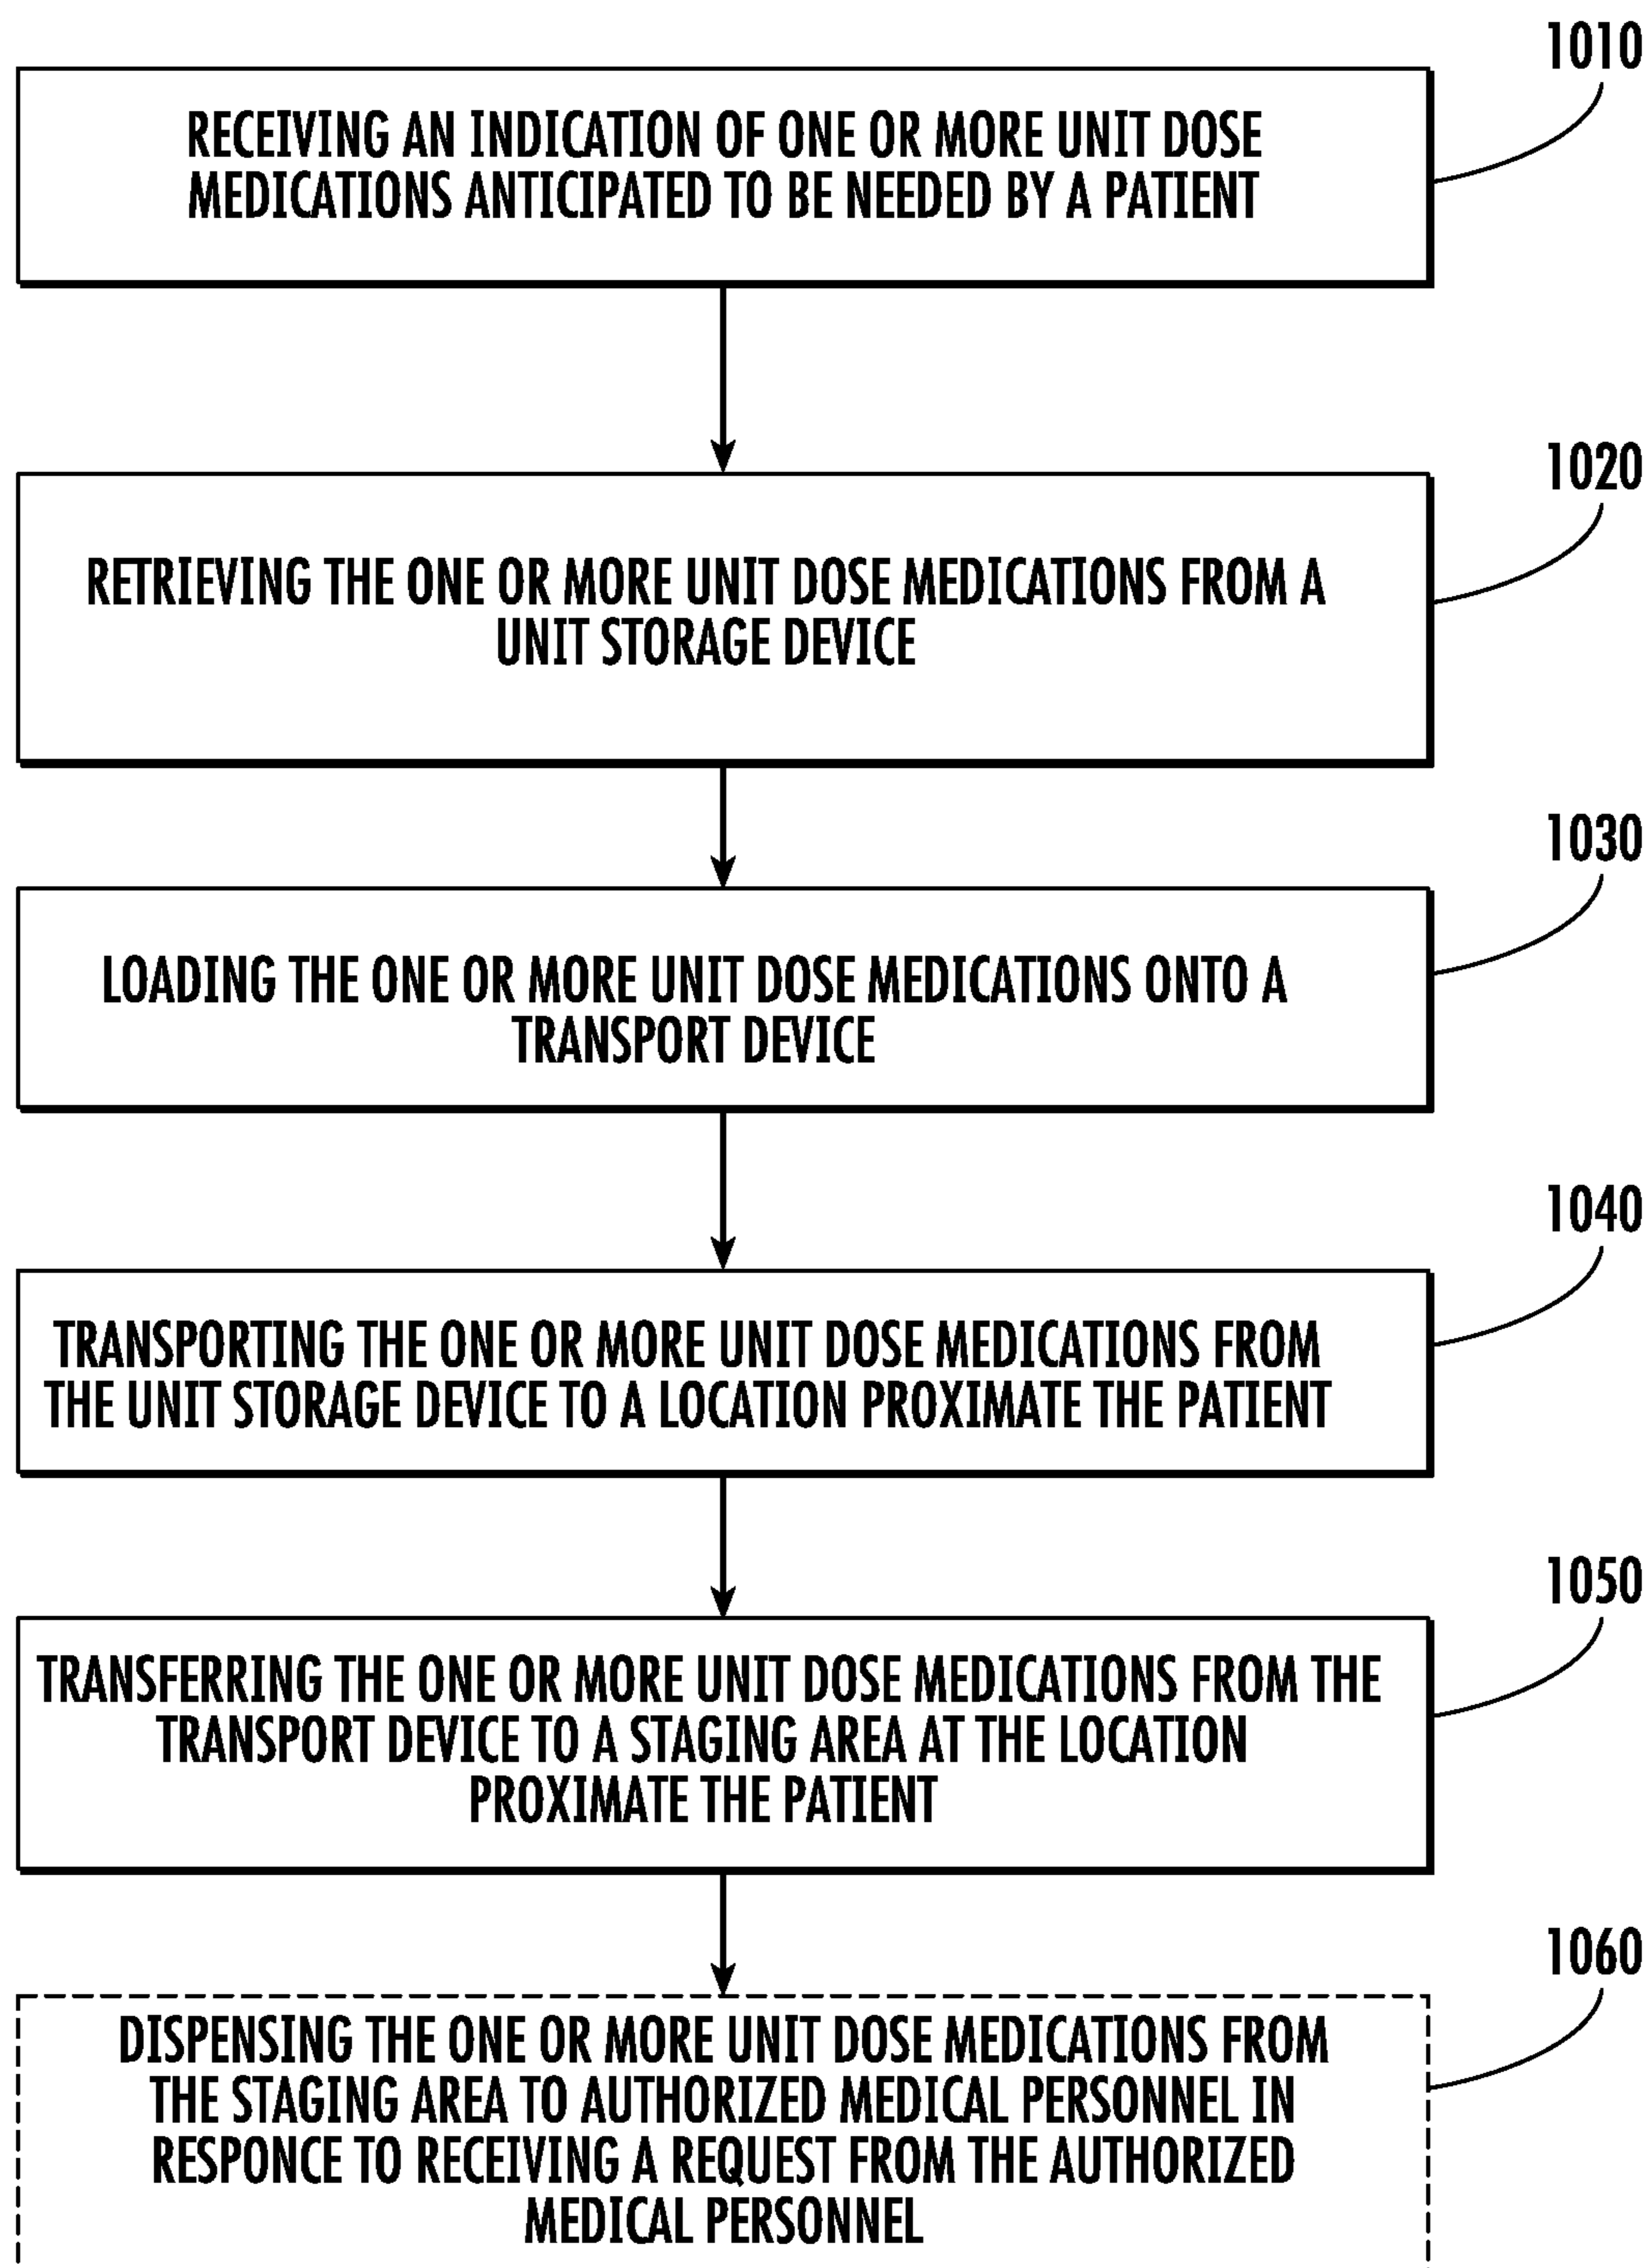 1010
RECEIVING AN INDICATION OF ONE OR MORE UNIT DOSE
MEDICATIONS ANTICIPATED TO BE NEEDED BY A PATIENT
1020
RETRIEVING THE ONE OR MORE UNIT DOSE MEDICATIONS FROM A
UNIT STORAGE DEVICE
1030
LOADING THE ONE OR MORE UNIT DOSE MEDICATIONS ONTO A
TRANSPORT DEVICE
1040
TRANSPORTING THE ONE OR MORE UNIT DOSE MEDICATIONS FROM
THE UNIT STORAGE DEVICE TO A LOCATION PROXIMATE THE PATIENT
1050
TRANSFERRING THE ONE OR MORE UNIT DOSE MEDICATIONS FROM THE
TRANSPORT DEVICE TO A STAGING AREA AT THE LOCATION
PROXIMATE THE PATIENT
1060
DISPENSING THE ONE OR MORE UNIT DOSE MEDICATIONS FROM
THE STAGING AREA TO AUTHORIZED MEDICAL PERSONNEL IN
RESPONCE TO RECEIVING A REQUEST FROM THE AUTHORIZED
MEDICAL PERSONNEL